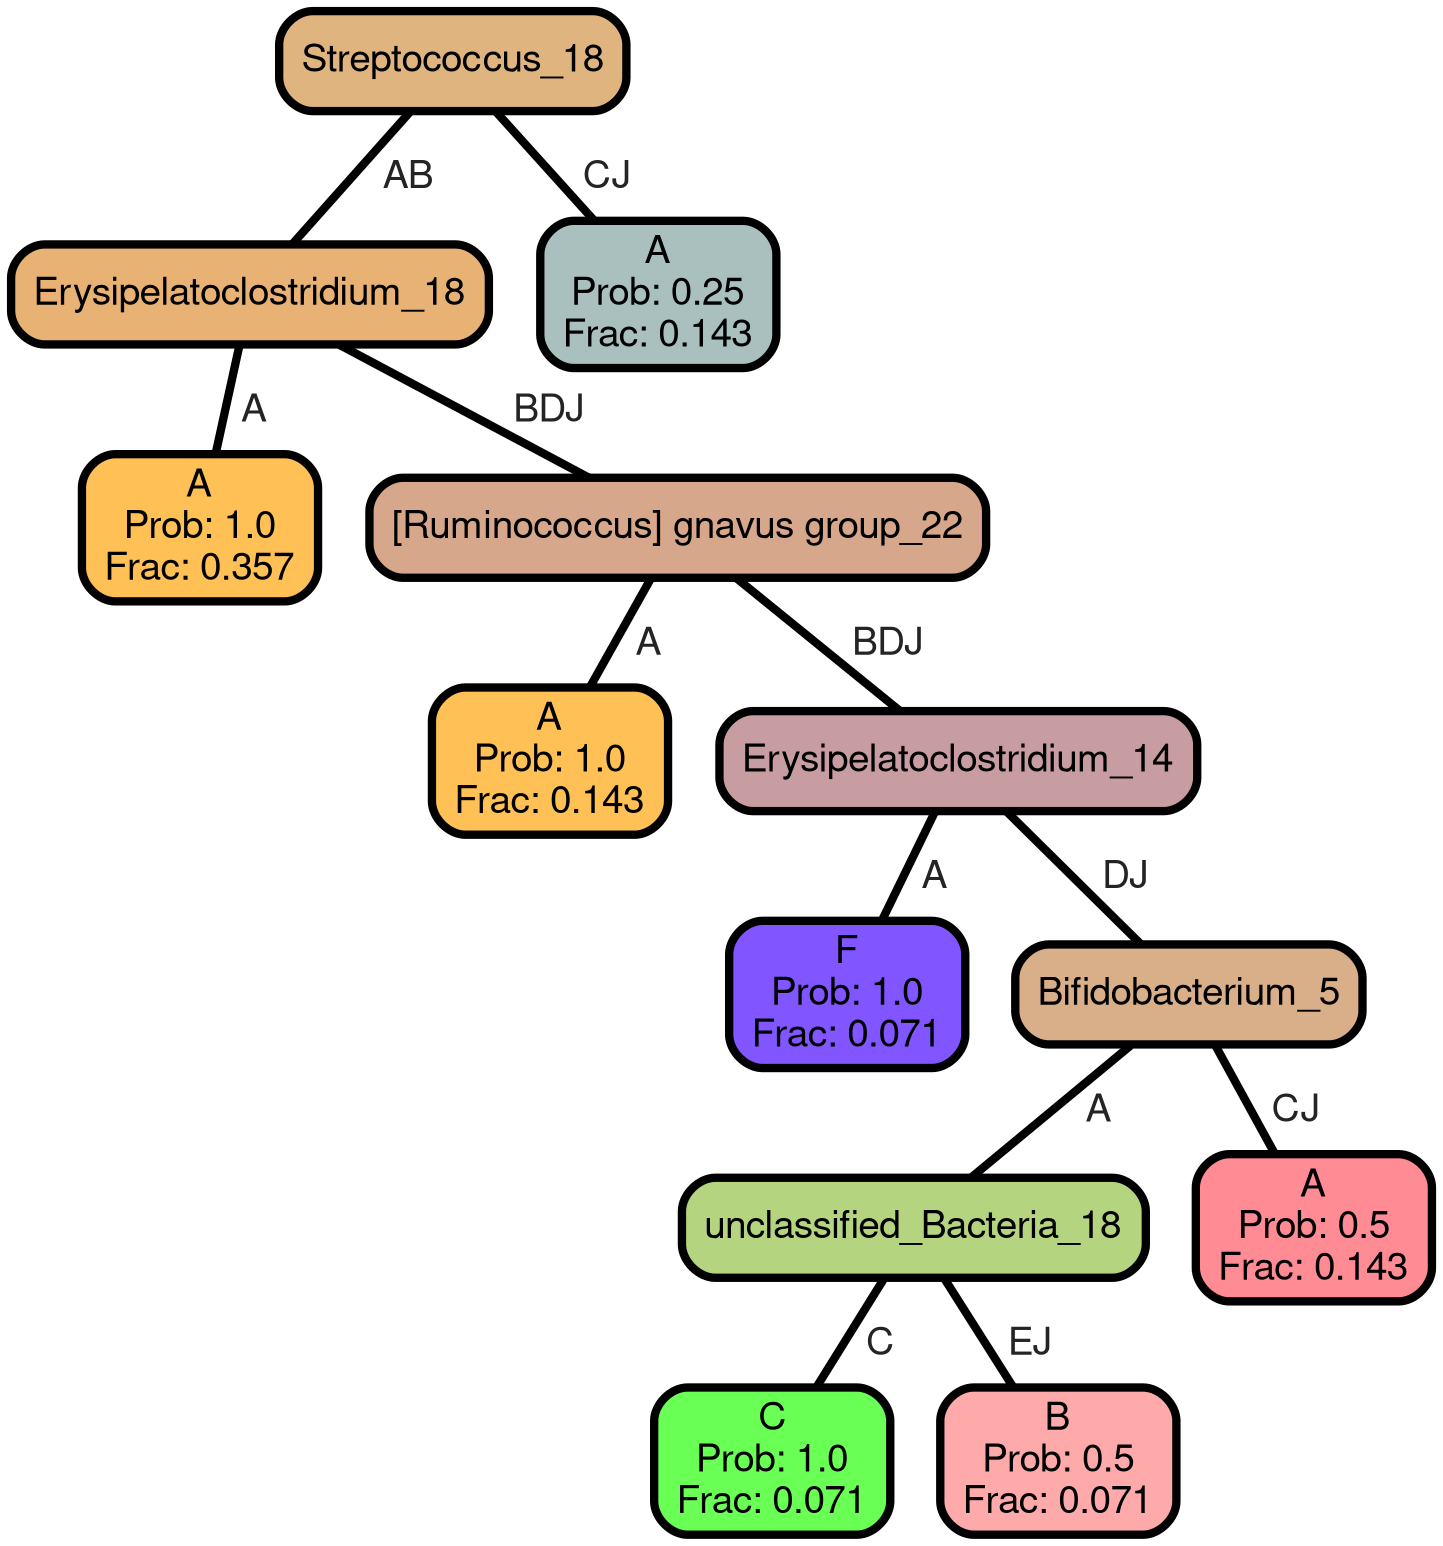 Streptococcus_18
AB
CJ
Erysipelatoclostridium_18
A
Prob: 0.25
Frac: 0.143
A
BDJ
A
Prob: 1.0
Frac: 0.357
[Ruminococcus] gnavus group_22
A
BDJ
A
Prob: 1.0
Frac: 0.143
Erysipelatoclostridium_14
A
DJ
F
Prob: 1.0
Frac: 0.071
Bifidobacterium_5
A
CJ
unclassified_Bacteria_18
A
Prob: 0.5
Frac: 0.143
C
EJ
C
Prob: 1.0
Frac: 0.071
B
Prob: 0.5
Frac: 0.071